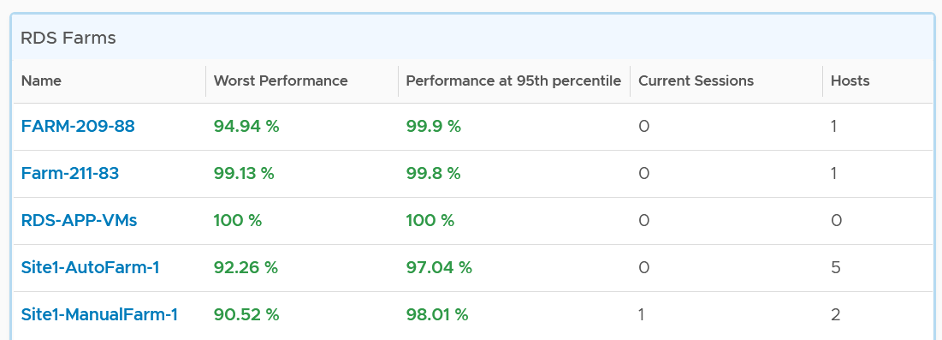 RDS Farms
Name Worst Performance Performance at 95th percentile Current Sessions Hosts
FARM-209-88 94.94 % 99.9 % 0 1
Farm-211-83 99.13 % 99.8 % 0 1
RDS-APP-VMs 100 % 100 % 0 0
Site1-AutoFarm-1 92.26 % 97.04 % 0 5
Site1-ManualFarm-1 90.52 % 98.01 % 1 2